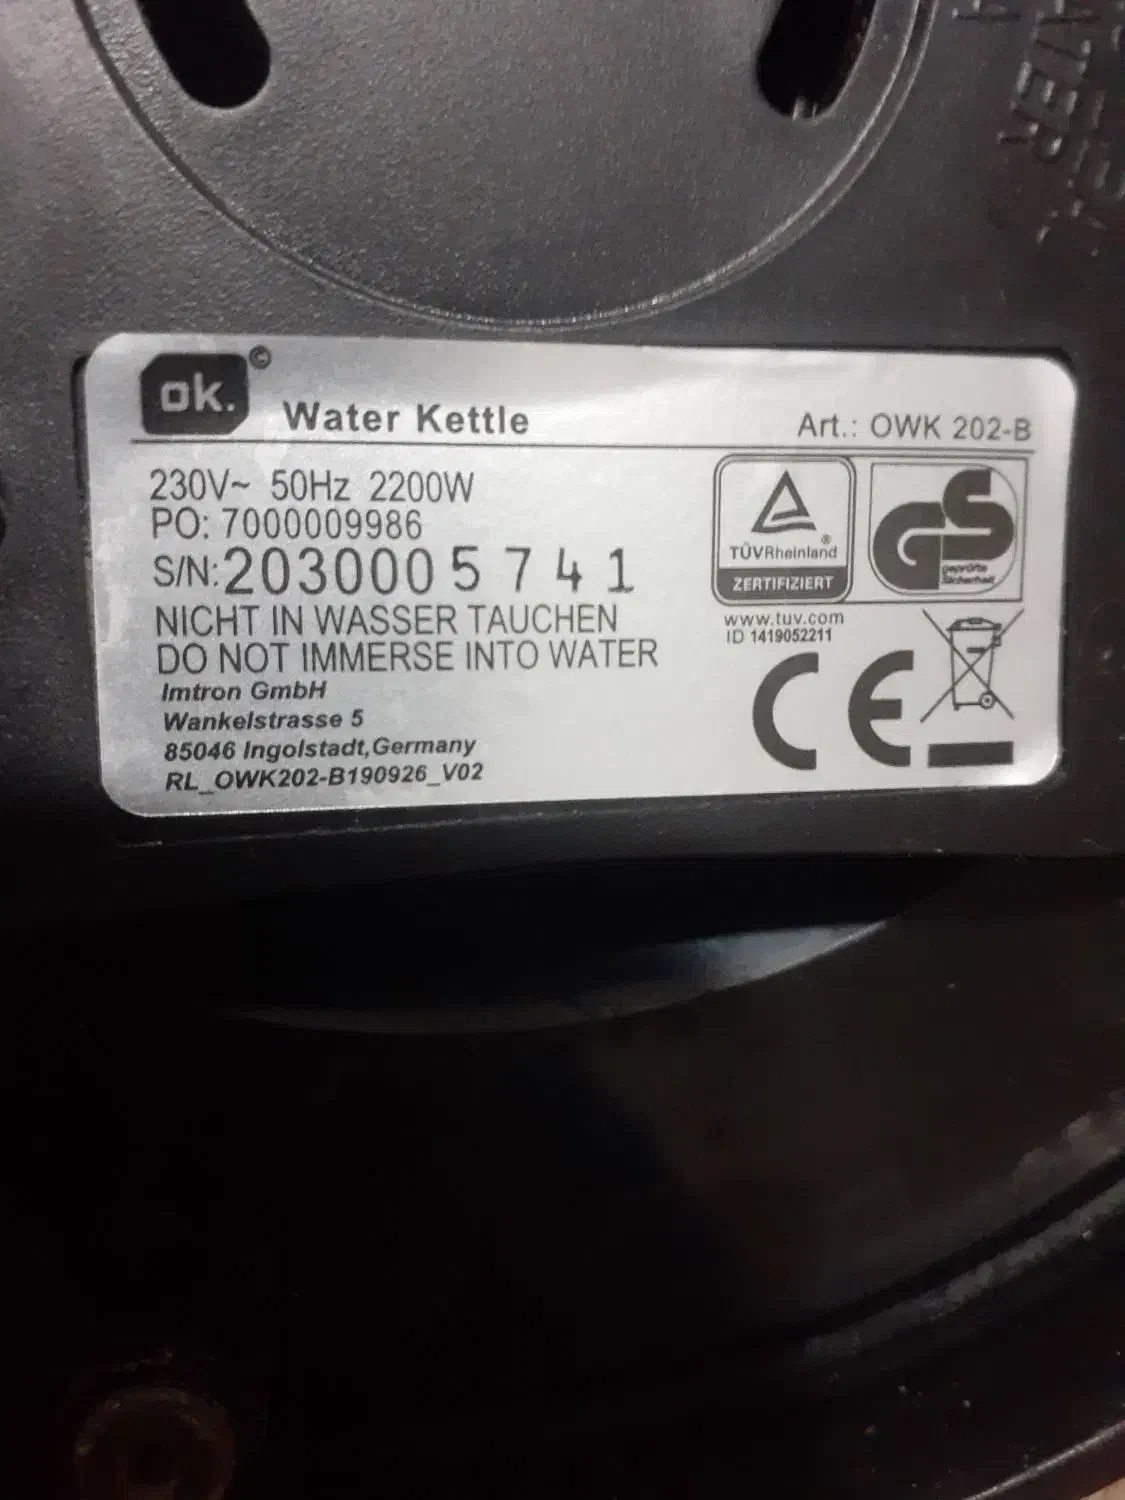 ok.©
Water Kettle
Art.: OWK 202-B
230V~ 50Hz 2200W
PO: 7000009986
S/N:2030005741
NICHT IN WASSER TAUCHEN
DO NOT IMMERSE INTO WATER
Imtron GmbH
Wankelstrasse 5
85046 Ingolstadt,Germany
RL_OWK202-B190926_V02
TÜVRheinland®
ZERTIFIZIERT
GS
geprüfte
Sicherheit
www.tuv.com
ID 1419052211
CE